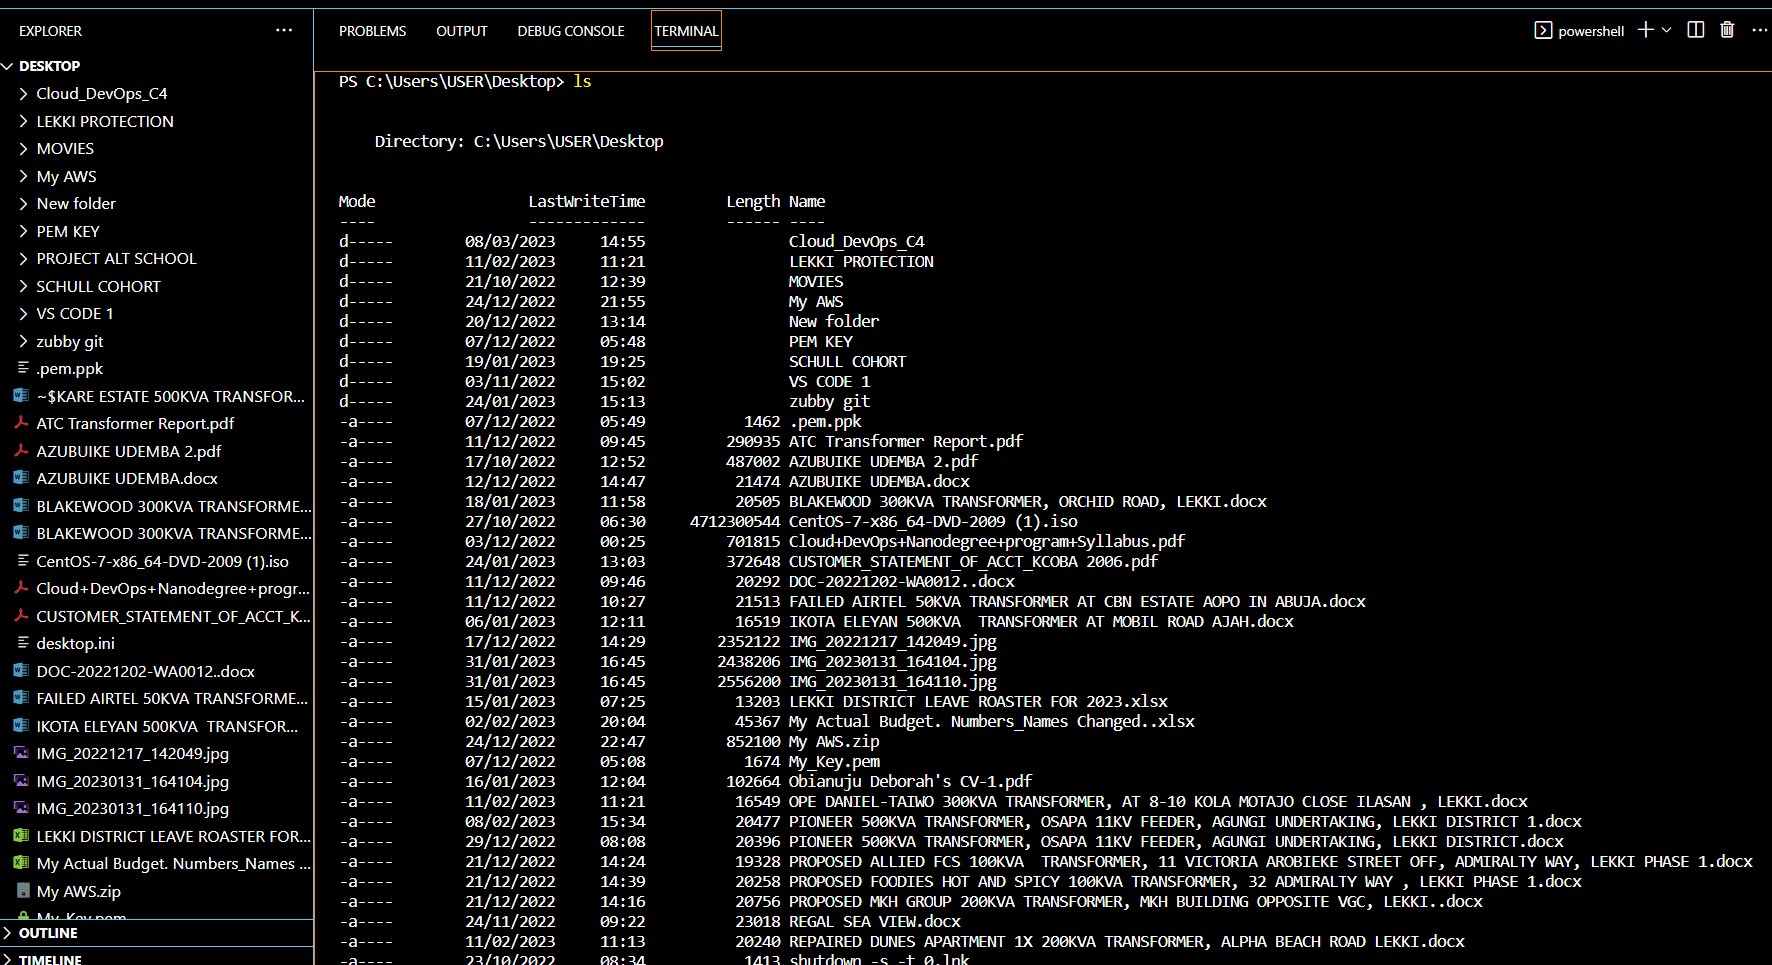 EXPLORER
DESKTOP
Cloud_DevOps_C4
LEKKI PROTECTION
MOVIES
My AWS
New folder
PEM KEY
PROJECT ALT SCHOOL
SCHULL COHORT
VS CODE 1
zubby git
.pem.ppk
~$KARE ESTATE 500KVA TRANSFOR...
ATC Transformer Report.pdf
AZUBUIKE UDEMBA 2.pdf
AZUBUIKE UDEMBA.docx
BLAKEWOOD 300KVA TRANSFORME...
BLAKEWOOD 300KVA TRANSFORME...
CentOS-7-x86_64-DVD-2009 (1).iso
Cloud+DevOps+Nanodegree+progr...
CUSTOMER_STATEMENT_OF_ACCT_K...
desktop.ini
DOC-20221202-WA0012..docx
FAILED AIRTEL 50KVA TRANSFORME...
IKOTA ELEYAN 500KVA  TRANSFOR...
IMG_20221217_142049.jpg
IMG_20230131_164104.jpg
IMG_20230131_164110.jpg
LEKKI DISTRICT LEAVE ROASTER FOR...
My Actual Budget. Numbers_Names ...
My AWS.zip
My_Key.pem
OUTLINE
TIMELINE
PROBLEMS OUTPUT DEBUG CONSOLE TERMINAL powershell
PS C:\Users\USER\Desktop> ls
Directory: C:\Users\USER\Desktop
Mode LastWriteTime Length Name
---- ------------- ------ ----
d----- 08/03/2023 14:55 Cloud_DevOps_C4
d----- 11/02/2023 11:21 LEKKI PROTECTION
d----- 21/10/2022 12:39 MOVIES
d----- 24/12/2022 21:55 My AWS
d----- 20/12/2022 13:14 New folder
d----- 07/12/2022 05:48 PEM KEY
d----- 19/01/2023 19:25 SCHULL COHORT
d----- 03/11/2022 15:02 VS CODE 1
d----- 24/01/2023 15:13 zubby git
-a---- 07/12/2022 05:49 1462 .pem.ppk
-a---- 11/12/2022 09:45 290935 ATC Transformer Report.pdf
-a---- 17/10/2022 12:52 487002 AZUBUIKE UDEMBA 2.pdf
-a---- 12/12/2022 14:47 21474 AZUBUIKE UDEMBA.docx
-a---- 18/01/2023 11:58 20505 BLAKEWOOD 300KVA TRANSFORMER, ORCHID ROAD, LEKKI.docx
-a---- 27/10/2022 06:30 4712300544 CentOS-7-x86_64-DVD-2009 (1).iso
-a---- 03/12/2022 00:25 701815 Cloud+DevOps+Nanodegree+program+Syllabus.pdf
-a---- 24/01/2023 13:03 372648 CUSTOMER_STATEMENT_OF_ACCT_KCOBA 2006.pdf
-a---- 11/12/2022 09:46 20292 DOC-20221202-WA0012..docx
-a---- 11/12/2022 10:27 21513 FAILED AIRTEL 50KVA TRANSFORMER AT CBN ESTATE AOPO IN ABUJA.docx
-a---- 06/01/2023 12:11 16519 IKOTA ELEYAN 500KVA  TRANSFORMER AT MOBIL ROAD AJAH.docx
-a---- 17/12/2022 14:29 2352122 IMG_20221217_142049.jpg
-a---- 31/01/2023 16:45 2438206 IMG_20230131_164104.jpg
-a---- 31/01/2023 16:45 2556200 IMG_20230131_164110.jpg
-a---- 15/01/2023 07:25 13203 LEKKI DISTRICT LEAVE ROASTER FOR 2023.xlsx
-a---- 02/02/2023 20:04 45367 My Actual Budget. Numbers_Names Changed..xlsx
-a---- 24/12/2022 22:47 852100 My AWS.zip
-a---- 07/12/2022 05:08 1674 My_Key.pem
-a---- 16/01/2023 12:04 102664 Obianuju Deborah's CV-1.pdf
-a---- 11/02/2023 11:21 16549 OPE DANIEL-TAIWO 300KVA TRANSFORMER, AT 8-10 KOLA MOTAJO CLOSE ILASAN , LEKKI.docx
-a---- 08/02/2023 15:34 20477 PIONEER 500KVA TRANSFORMER, OSAPA 11KV FEEDER, AGUNGI UNDERTAKING, LEKKI DISTRICT 1.docx
-a---- 29/12/2022 08:08 20396 PIONEER 500KVA TRANSFORMER, OSAPA 11KV FEEDER, AGUNGI UNDERTAKING, LEKKI DISTRICT.docx
-a---- 21/12/2022 14:24 19328 PROPOSED ALLIED FCS 100KVA  TRANSFORMER, 11 VICTORIA AROBIEKE STREET OFF, ADMIRALTY WAY, LEKKI PHASE 1.docx
-a---- 21/12/2022 14:39 20258 PROPOSED FOODIES HOT AND SPICY 100KVA TRANSFORMER, 32 ADMIRALTY WAY , LEKKI PHASE 1.docx
-a---- 21/12/2022 14:16 20756 PROPOSED MKH GROUP 200KVA TRANSFORMER, MKH BUILDING OPPOSITE VGC, LEKKI..docx
-a---- 24/11/2022 09:22 23018 REGAL SEA VIEW.docx
-a---- 11/02/2023 11:13 20240 REPAIRED DUNES APARTMENT 1X 200KVA TRANSFORMER, ALPHA BEACH ROAD LEKKI.docx
-a---- 23/10/2022 08:34 1413 shutdown -s -t 0.lnk